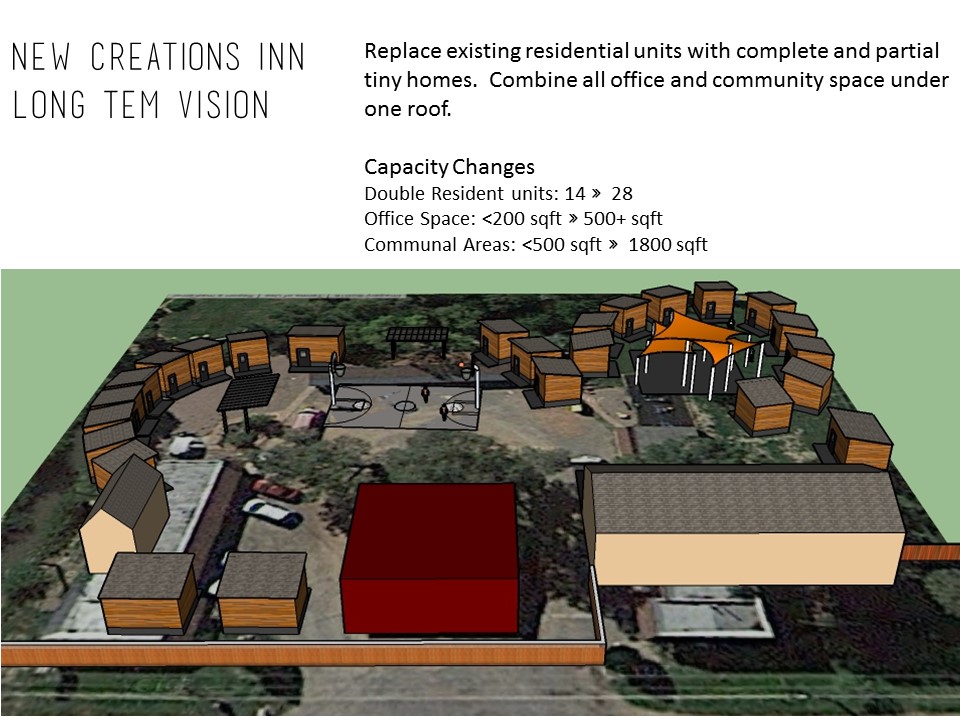 NEW CREATIONS INN
LONG TEM VISION
Replace existing residential units with complete and partial
tiny homes.  Combine all office and community space under
one roof.
Capacity Changes
Double Resident units: 14 » 28
Office Space: <200 sqft » 500+ sqft
Communal Areas: <500 sqft » 1800 sqft